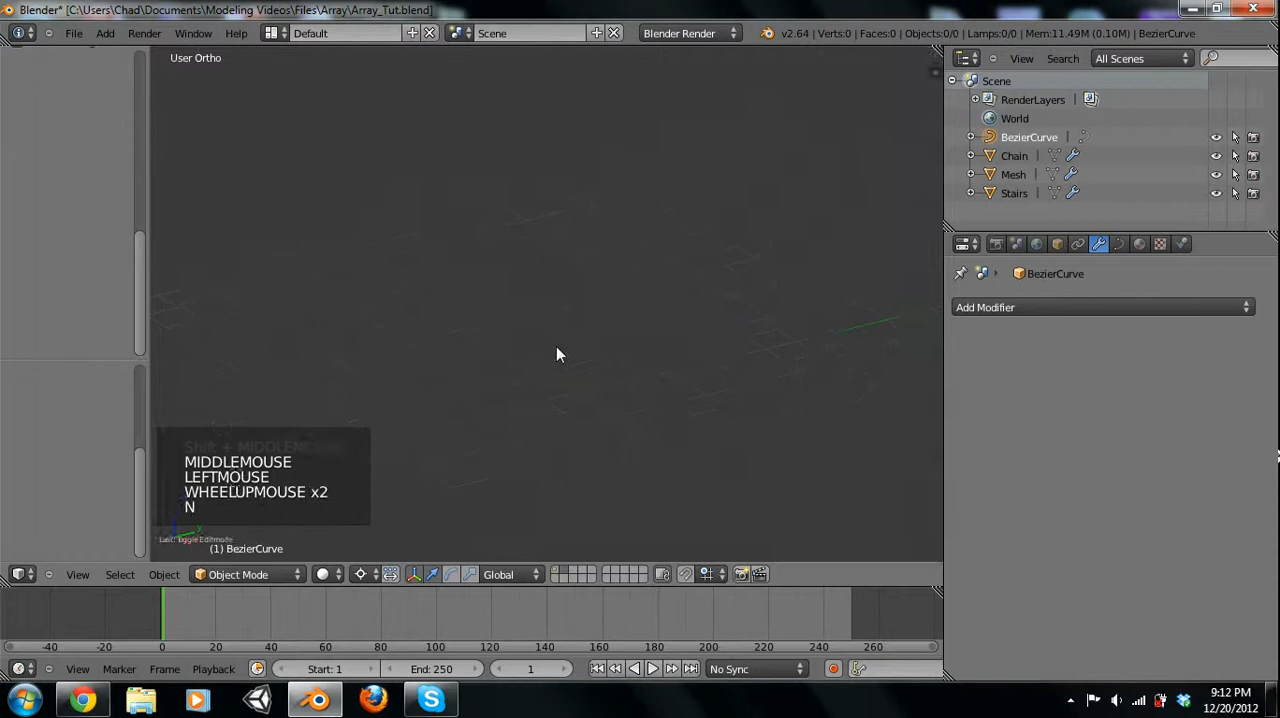 Blender* [C:\Users\Chad\Documents\Modeling Videos\Files\Array\Array_Tut.blend]
File Add Render Window Help Default Scene Blender Render v2.64 | Verts:0 | Faces:0 | Objects:0/0 | Lamps:0/0 | Mem:11.49M (0.10M) | BezierCurve
User Ortho
View Search All Scenes
Scene
RenderLayers |
World
BezierCurve |
Chain |
Mesh |
Stairs |
BezierCurve
Add Modifier
Shift + MIDDLEMOUSE
MIDDLEMOUSE
LEFTMOUSE
WHEELUPMOUSE x2
N
Last: Toggle Editmode
(1) BezierCurve
View Select Object Object Mode Global
-40 -20 0 20 40 60 80 100 120 140 160 180 200 220 240 260
View Marker Frame Playback Start: 1 End: 250 1 No Sync
9:12 PM
12/20/2012